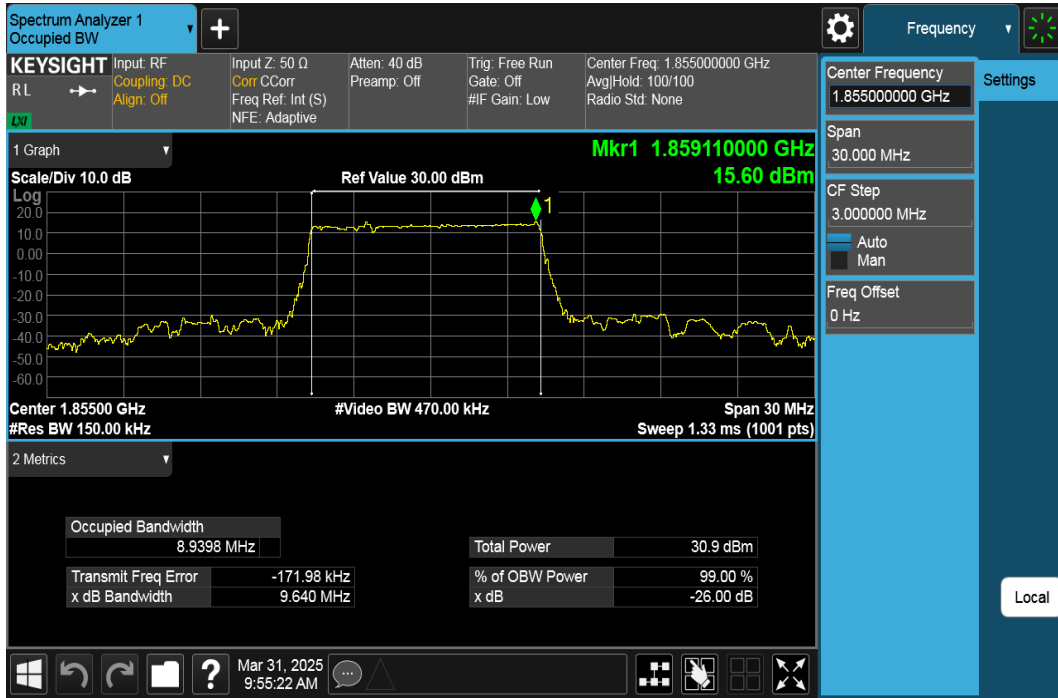 Spectrum Analyzer 1
Occupied BW
+
Frequency
KEYSIGHT
R L
LXI
Input: RF
Coupling: DC
Align: Off
Input Z: 50 Ω
Corr CCorr
Freq Ref: Int (S)
NFE: Adaptive
Atten: 40 dB
Preamp: Off
Trig: Free Run
Gate: Off
#IF Gain: Low
Center Freq: 1.855000000 GHz
Avg|Hold: 100/100
Radio Std: None
Center Frequency
1.855000000 GHz
Settings
Span
30.000 MHz
CF Step
3.000000 MHz
Auto
Man
Freq Offset
0 Hz
Local
1 Graph
Mkr1 1.859110000 GHz
15.60 dBm
Scale/Div 10.0 dB
Ref Value 30.00 dBm
Log
1
20.0
10.0
0.00
-10.0
-20.0
-30.0
-40.0
-50.0
-60.0
Center 1.85500 GHz
#Video BW 470.00 kHz
Span 30 MHz
#Res BW 150.00 kHz
Sweep 1.33 ms (1001 pts)
2 Metrics
Occupied Bandwidth
8.9398 MHz
Total Power 30.9 dBm
Transmit Freq Error -171.98 kHz
% of OBW Power 99.00 %
x dB Bandwidth 9.640 MHz
x dB -26.00 dB
?
Mar 31, 2025
9:55:22 AM